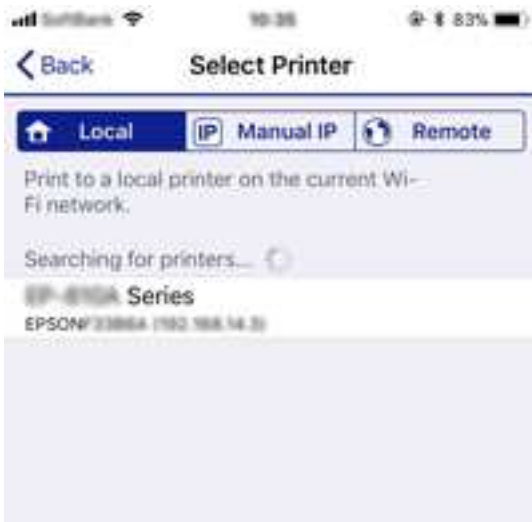 83%
Back Select Printer
Local IP Manual IP Remote
Print to a local printer on the current Wi-
Fi network.
Searching for printers...
Series
EPSON